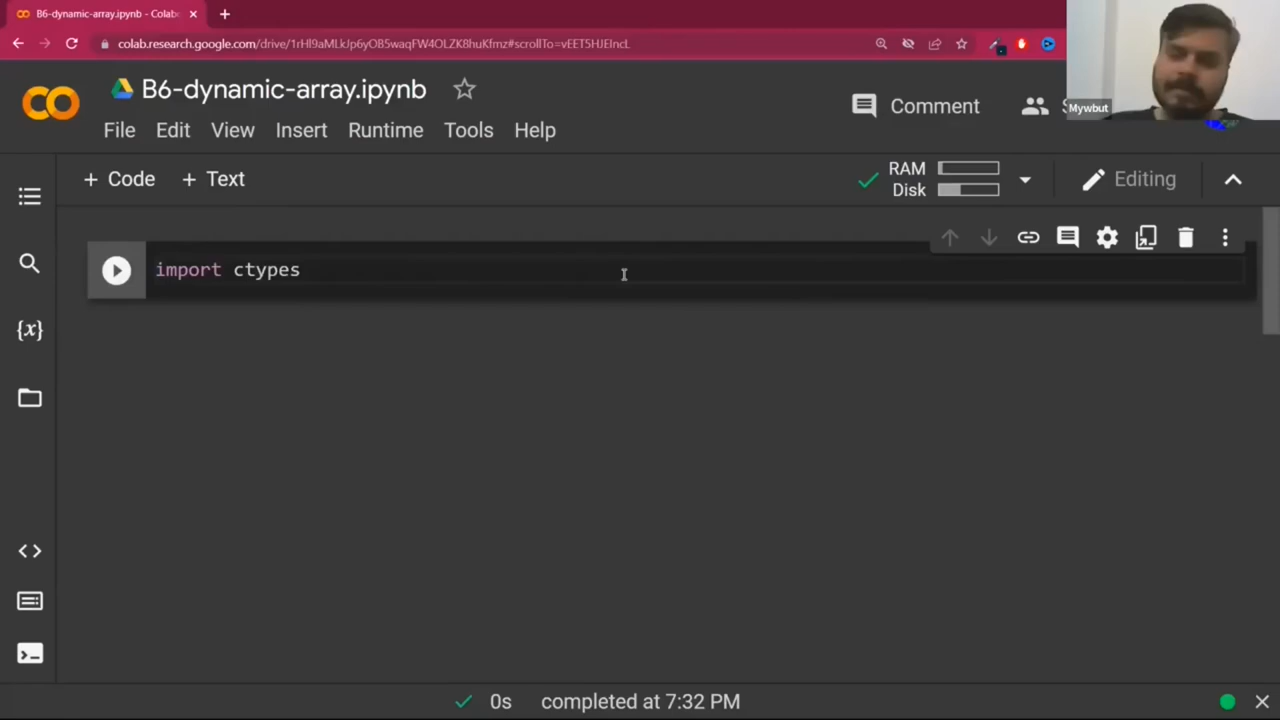 B6-dynamic-array.ipynb - Colab
colab.research.google.com/drive/1rHl9aMLkJp6yOB5waqFW4OLZK8huKfmz#scrollTo=vEET5HJEIncL
Mywbut
B6-dynamic-array.ipynb
File Edit View Insert Runtime Tools Help
Comment
+ Code + Text
RAM
Disk
Editing
import ctypes
{x}
0s completed at 7:32 PM